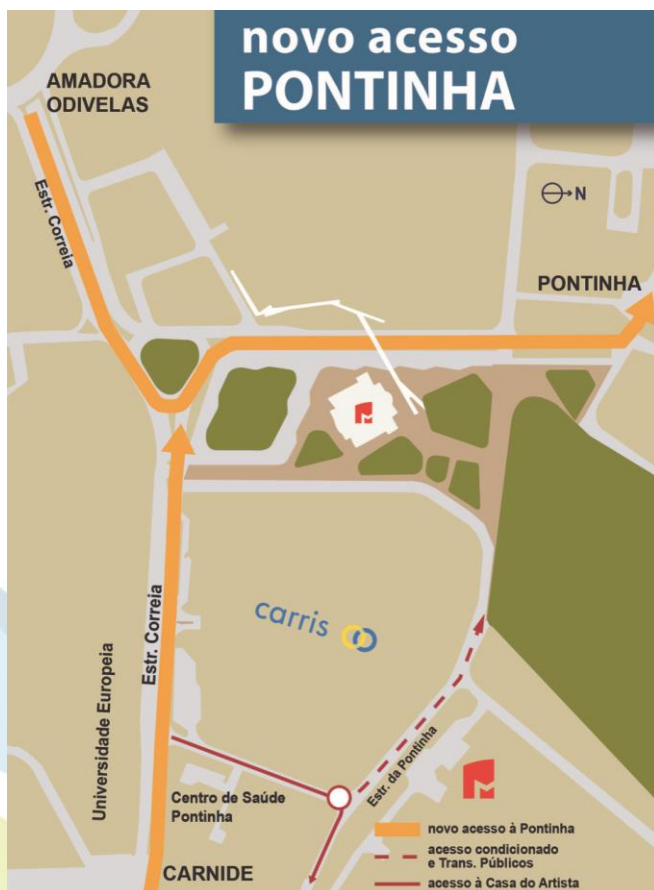 novo acesso
PONTINHA
AMADORA
ODIVELAS
Estr. Correia
N
PONTINHA
carris
Estr. Correia
Universidade Europeia
Estr. da Pontinha
Centro de Saúde
Pontinha
CARNIDE
novo acesso à Pontinha
acesso condicionado
e Trans. Públicos
acesso à Casa do Artista